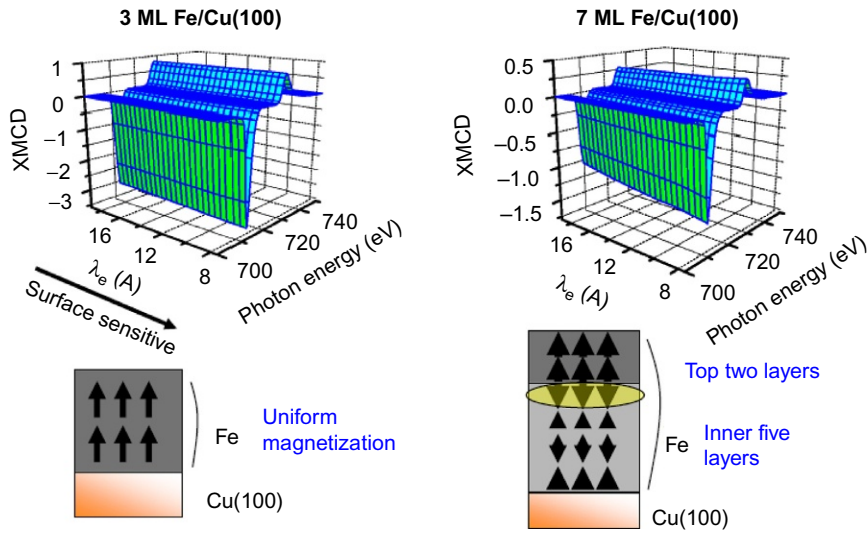 3 ML Fe/Cu(100)
1
0
–1
–2
–3
XMCD
16
12
8
λe (A)
700
720
740
Photon energy (eV)
Surface sensitive
Fe
Uniform
magnetization
Cu(100)
7 ML Fe/Cu(100)
0.5
0.0
–0.5
–1.0
–1.5
XMCD
16
12
8
λe (A)
700
720
740
Photon energy (eV)
Top two layers
Fe
Inner five
layers
Cu(100)